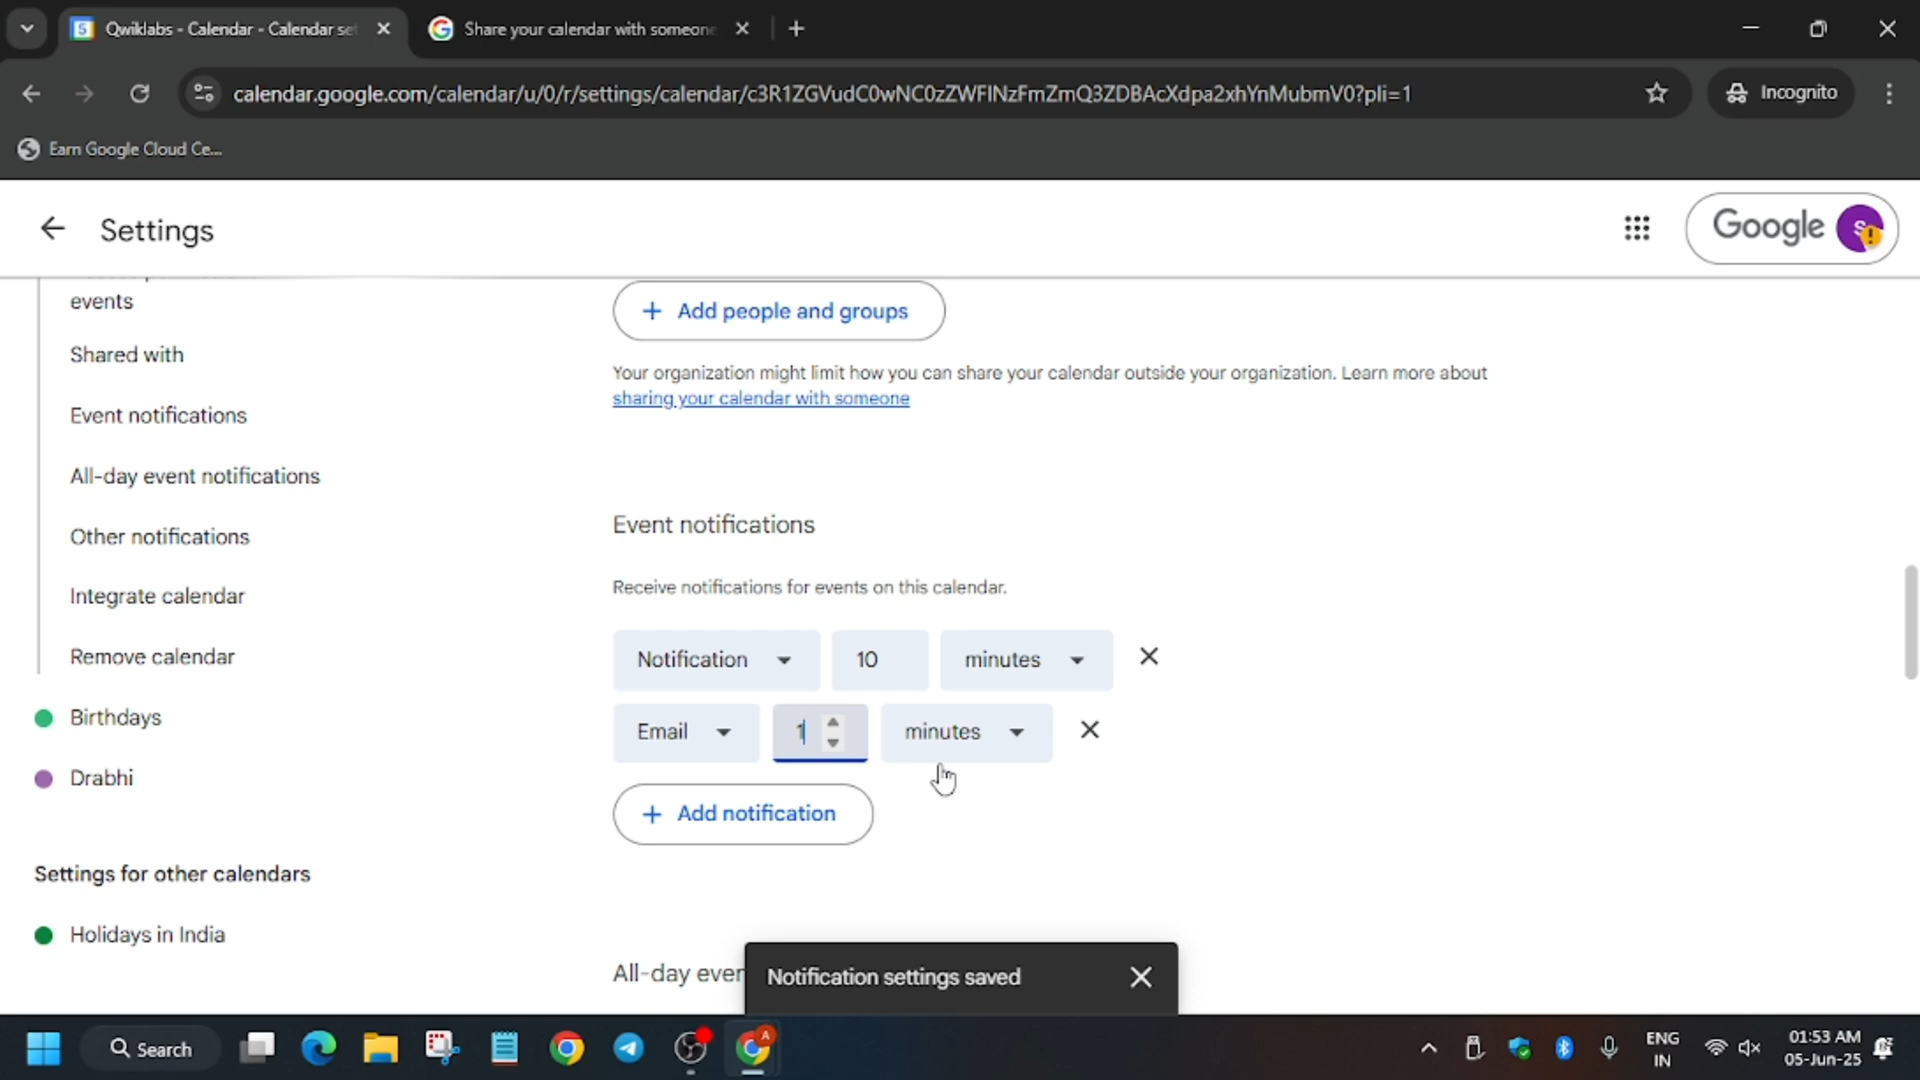 Qwiklabs - Calendar - Calendar set
Share your calendar with someone
calendar.google.com/calendar/u/0/r/settings/calendar/c3R1ZGVudC0wNC0zZWFlNzFmZmQ3ZDBAcXdpa2xhYnMubmV0?pli=1
Incognito
Earn Google Cloud Ce...
Settings
Google
events
Add people and groups
Shared with
Your organization might limit how you can share your calendar outside your organization. Learn more about
sharing your calendar with someone
Event notifications
All-day event notifications
Event notifications
Other notifications
Receive notifications for events on this calendar.
Integrate calendar
Notification 10 minutes
Remove calendar
Birthdays
Email 1 minutes
Drabhi
Add notification
Settings for other calendars
Holidays in India
All-day even
Notification settings saved
Search
ENG
IN
01:53 AM
05-Jun-25